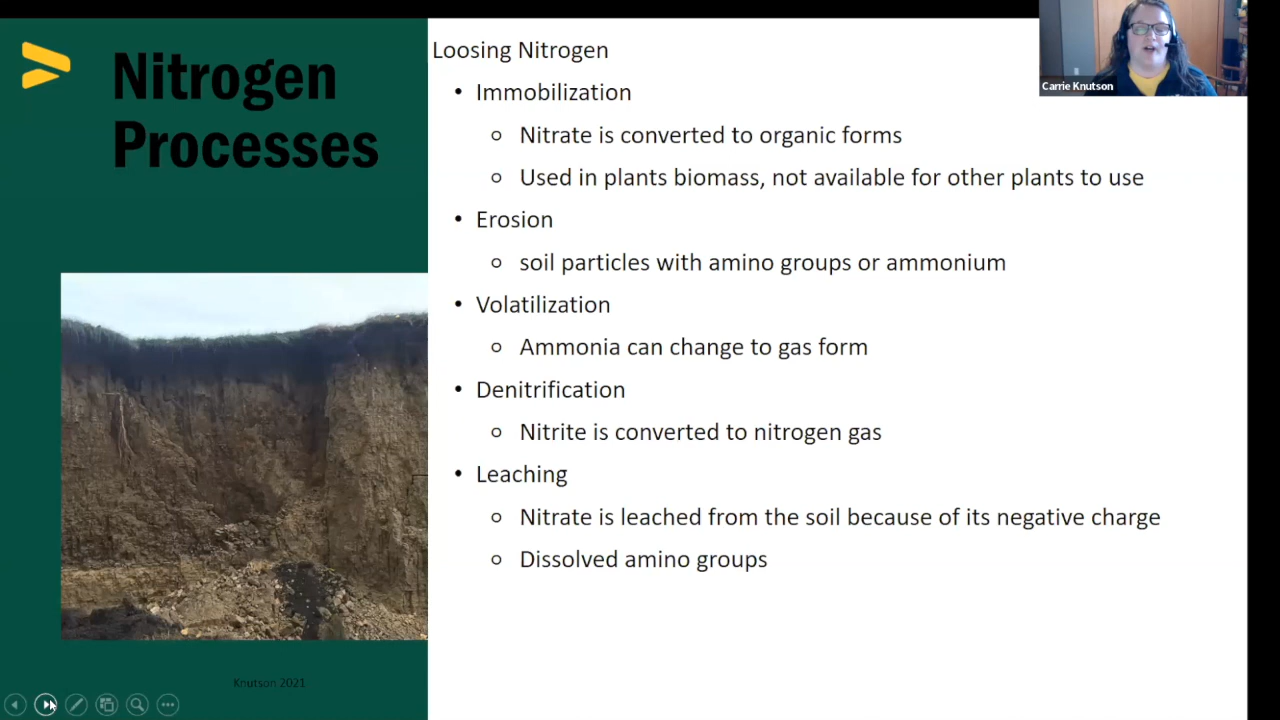 Nitrogen
Processes
Loosing Nitrogen
• Immobilization
○ Nitrate is converted to organic forms
○ Used in plants biomass, not available for other plants to use
• Erosion
○ soil particles with amino groups or ammonium
• Volatilization
○ Ammonia can change to gas form
• Denitrification
○ Nitrite is converted to nitrogen gas
• Leaching
○ Nitrate is leached from the soil because of its negative charge
○ Dissolved amino groups
Carrie Knutson
Knutson 2021